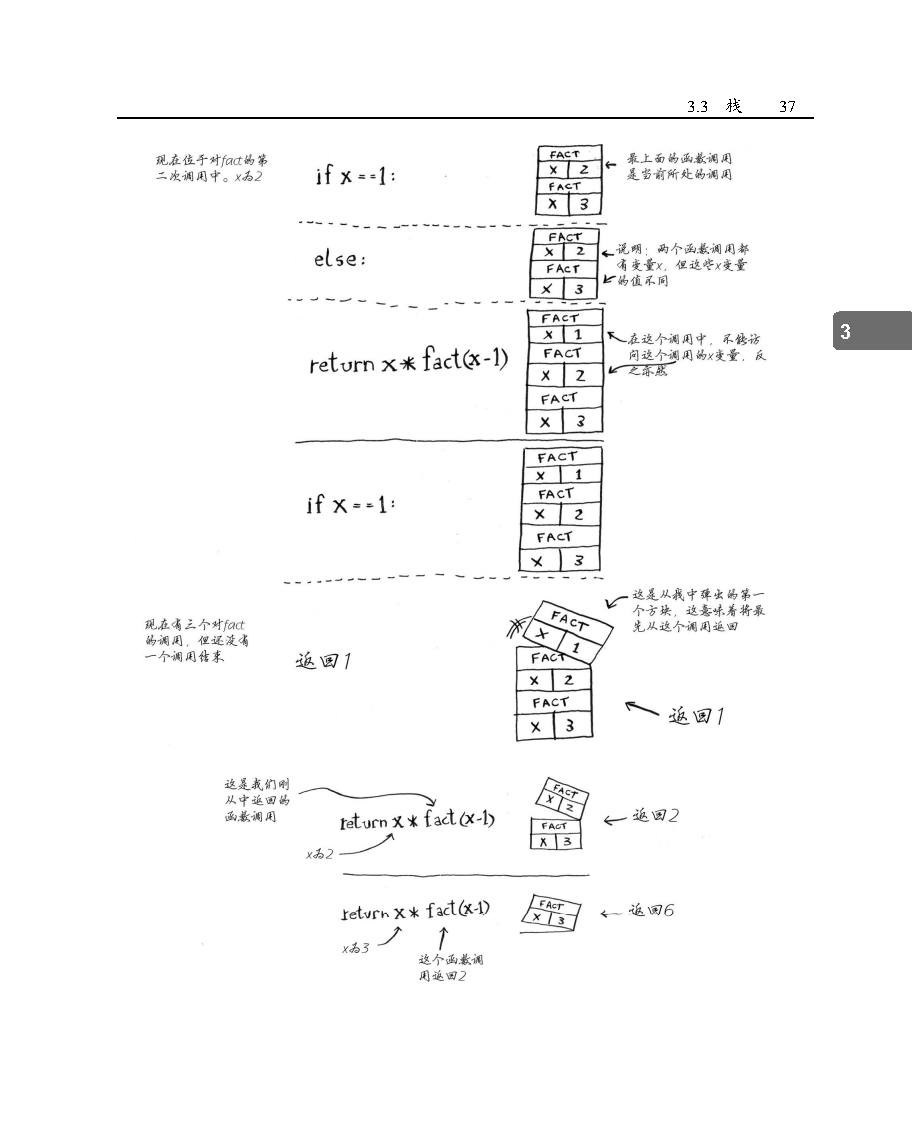 3.3 栈 37
现在位于对fact的第
二次调用中。x为2
if x==1:
FACT
X 2
FACT
X 3
最上面的函数调用
是当前所处的调用
else:
FACT
X 2
FACT
X 3
说明：两个函数调用都
有变量x，但这些x变量
的值不同
3
return x * fact(x-1)
FACT
X 1
FACT
X 2
FACT
X 3
在这个调用中，不能访
问这个调用的x变量，反
之亦然
if x==1:
FACT
X 1
FACT
X 2
FACT
X 3
现在有三个对fact
的调用，但还没有
一个调用结束
返回1
FACT
X 1
FACT
X 2
FACT
X 3
这是从栈中弹出的第一
个方块，这意味着将最
先从这个调用返回
返回1
这是我们刚
从中返回的
函数调用
return x * fact(x-1)
x为2
FACT
X 2
FACT
X 3
返回2
return x * fact(x-1)
x为3
这个函数调
用返回2
FACT
X 3
返回6